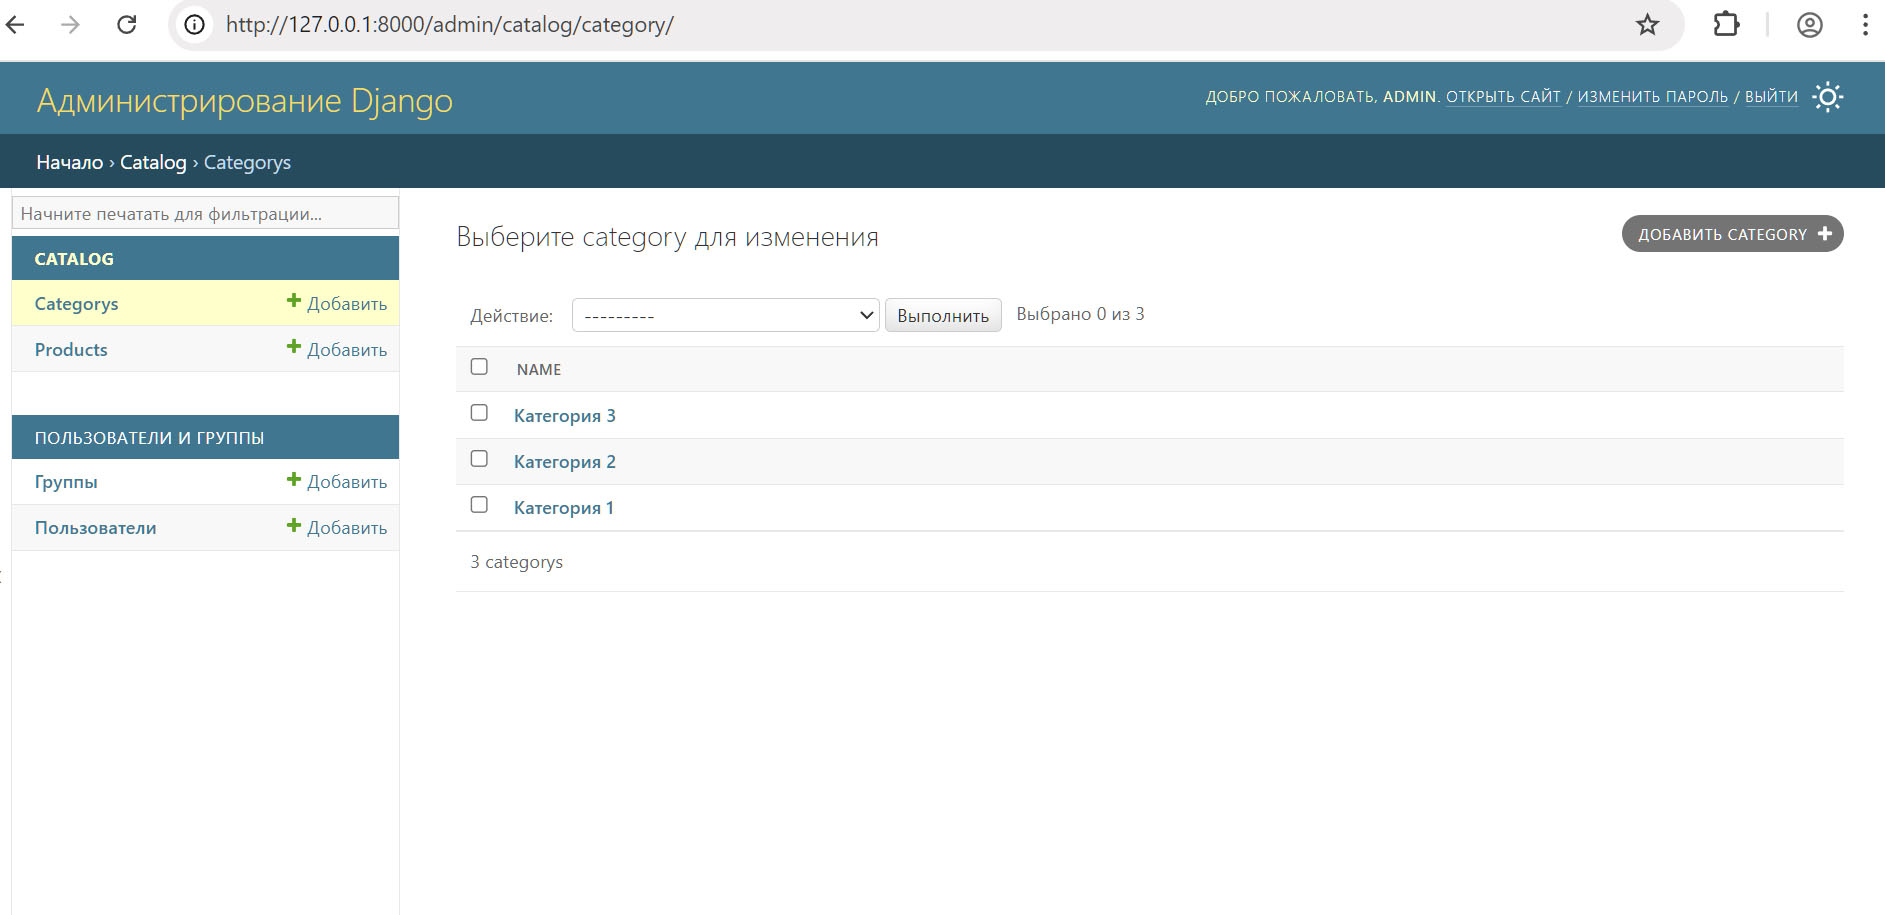 http://127.0.0.1:8000/admin/catalog/category/
Администрирование Django
ДОБРО ПОЖАЛОВАТЬ, ADMIN. ОТКРЫТЬ САЙТ / ИЗМЕНИТЬ ПАРОЛЬ / ВЫЙТИ
Начало › Catalog › Categorys
Начните печатать для фильтрации...
CATALOG
Categorys + Добавить
Products + Добавить
ПОЛЬЗОВАТЕЛИ И ГРУППЫ
Группы + Добавить
Пользователи + Добавить
Выберите category для изменения
ДОБАВИТЬ CATEGORY +
Действие: --------- Выполнить Выбрано 0 из 3
NAME
Категория 3
Категория 2
Категория 1
3 categorys